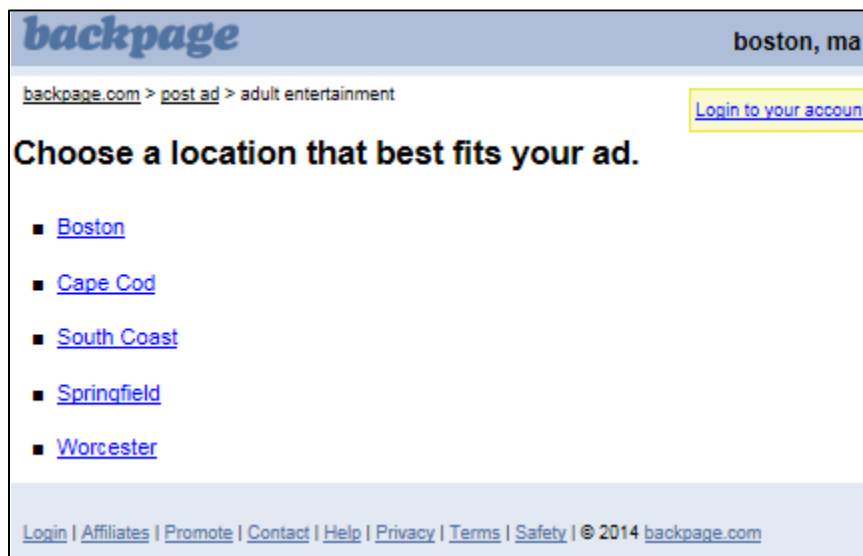 backpage
boston, ma
backpage.com > post ad > adult entertainment
Login to your accoun
Choose a location that best fits your ad.
Boston
Cape Cod
South Coast
Springfield
Worcester
Login | Affiliates | Promote | Contact | Help | Privacy | Terms | Safety | © 2014 backpage.com